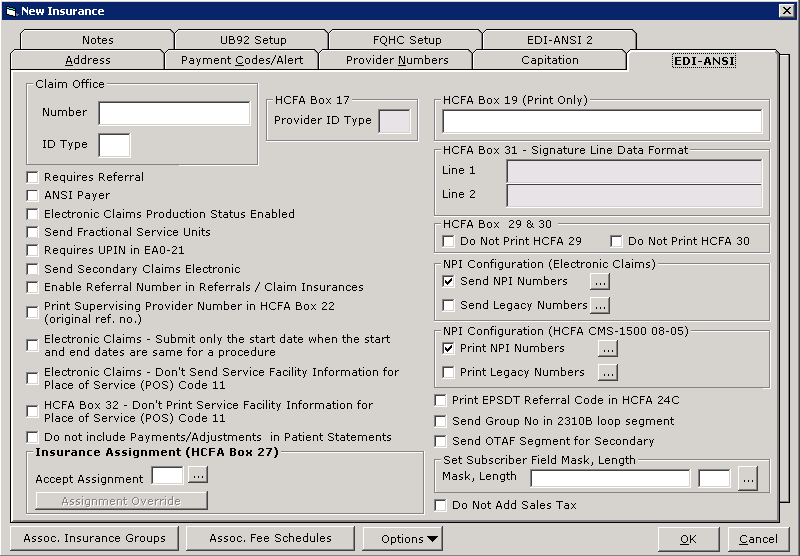 New Insurance
Notes
UB92 Setup
FQHC Setup
EDI-ANSI 2
Address
Payment Codes/Alert
Provider Numbers
Capitation
EDI-ANSI
Claim Office
Number
ID Type
HCFA Box 17
Provider ID Type
Requires Referral
ANSI Payer
Electronic Claims Production Status Enabled
Send Fractional Service Units
Requires UPIN in EA0-21
Send Secondary Claims Electronic
Enable Referral Number in Referrals / Claim Insurances
Print Supervising Provider Number in HCFA Box 22
(original ref. no.)
Electronic Claims - Submit only the start date when the start
and end dates are same for a procedure
Electronic Claims - Don't Send Service Facility Information for
Place of Service (POS) Code 11
HCFA Box 32 - Don't Print Service Facility Information for
Place of Service (POS) Code 11
Do not include Payments/Adjustments in Patient Statements
Insurance Assignment (HCFA Box 27)
Accept Assignment ...
Assignment Override
HCFA Box 19 (Print Only)
HCFA Box 31 - Signature Line Data Format
Line 1
Line 2
HCFA Box 29 & 30
Do Not Print HCFA 29
Do Not Print HCFA 30
NPI Configuration (Electronic Claims)
Send NPI Numbers ...
Send Legacy Numbers ...
NPI Configuration (HCFA CMS-1500 08-05)
Print NPI Numbers ...
Print Legacy Numbers ...
Print EPSDT Referral Code in HCFA 24C
Send Group No in 2310B loop segment
Send OTAF Segment for Secondary
Set Subscriber Field Mask, Length
Mask, Length ...
Do Not Add Sales Tax
Assoc. Insurance Groups
Assoc. Fee Schedules
Options
OK
Cancel